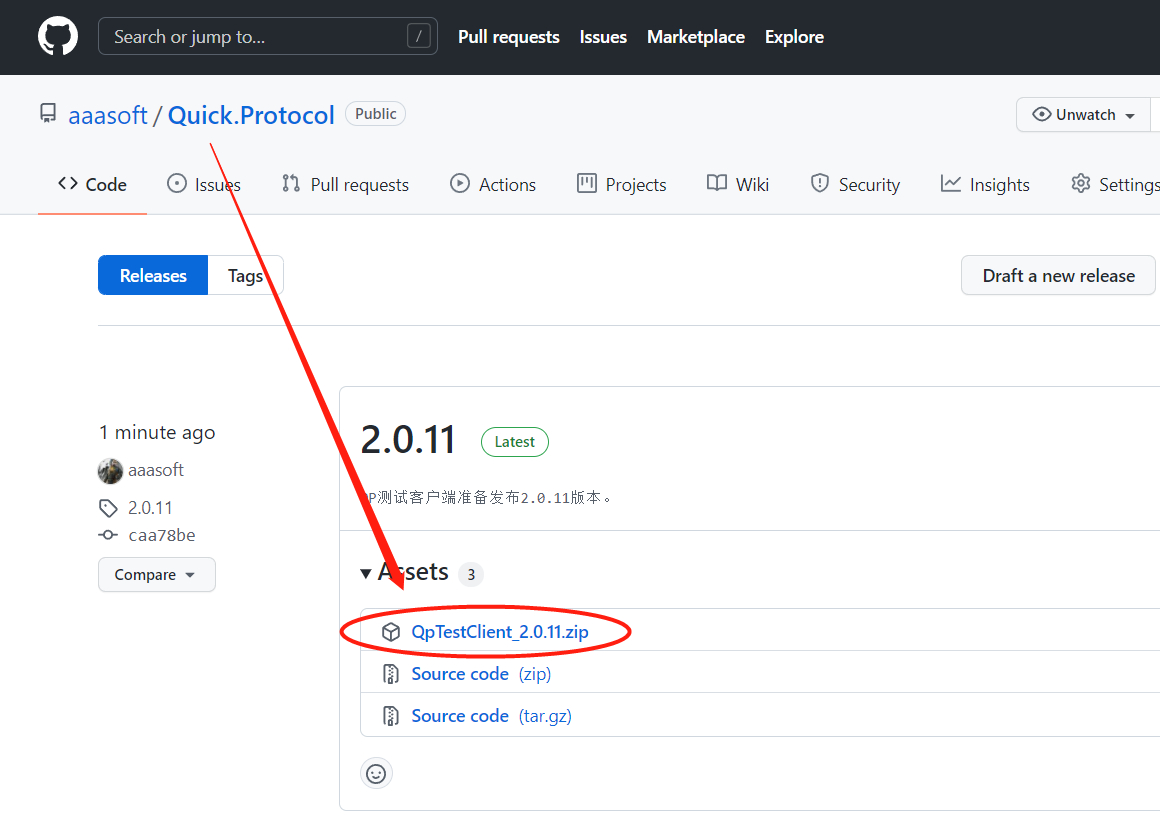 Search or jump to... / Pull requests Issues Marketplace Explore
aaasoft / Quick.Protocol Public Unwatch
Code Issues Pull requests Actions Projects Wiki Security Insights Settings
Releases Tags Draft a new release
1 minute ago
aaasoft
2.0.11
caa78be
Compare
2.0.11 Latest
QP测试客户端准备发布2.0.11版本。
Assets 3
QpTestClient_2.0.11.zip
Source code (zip)
Source code (tar.gz)